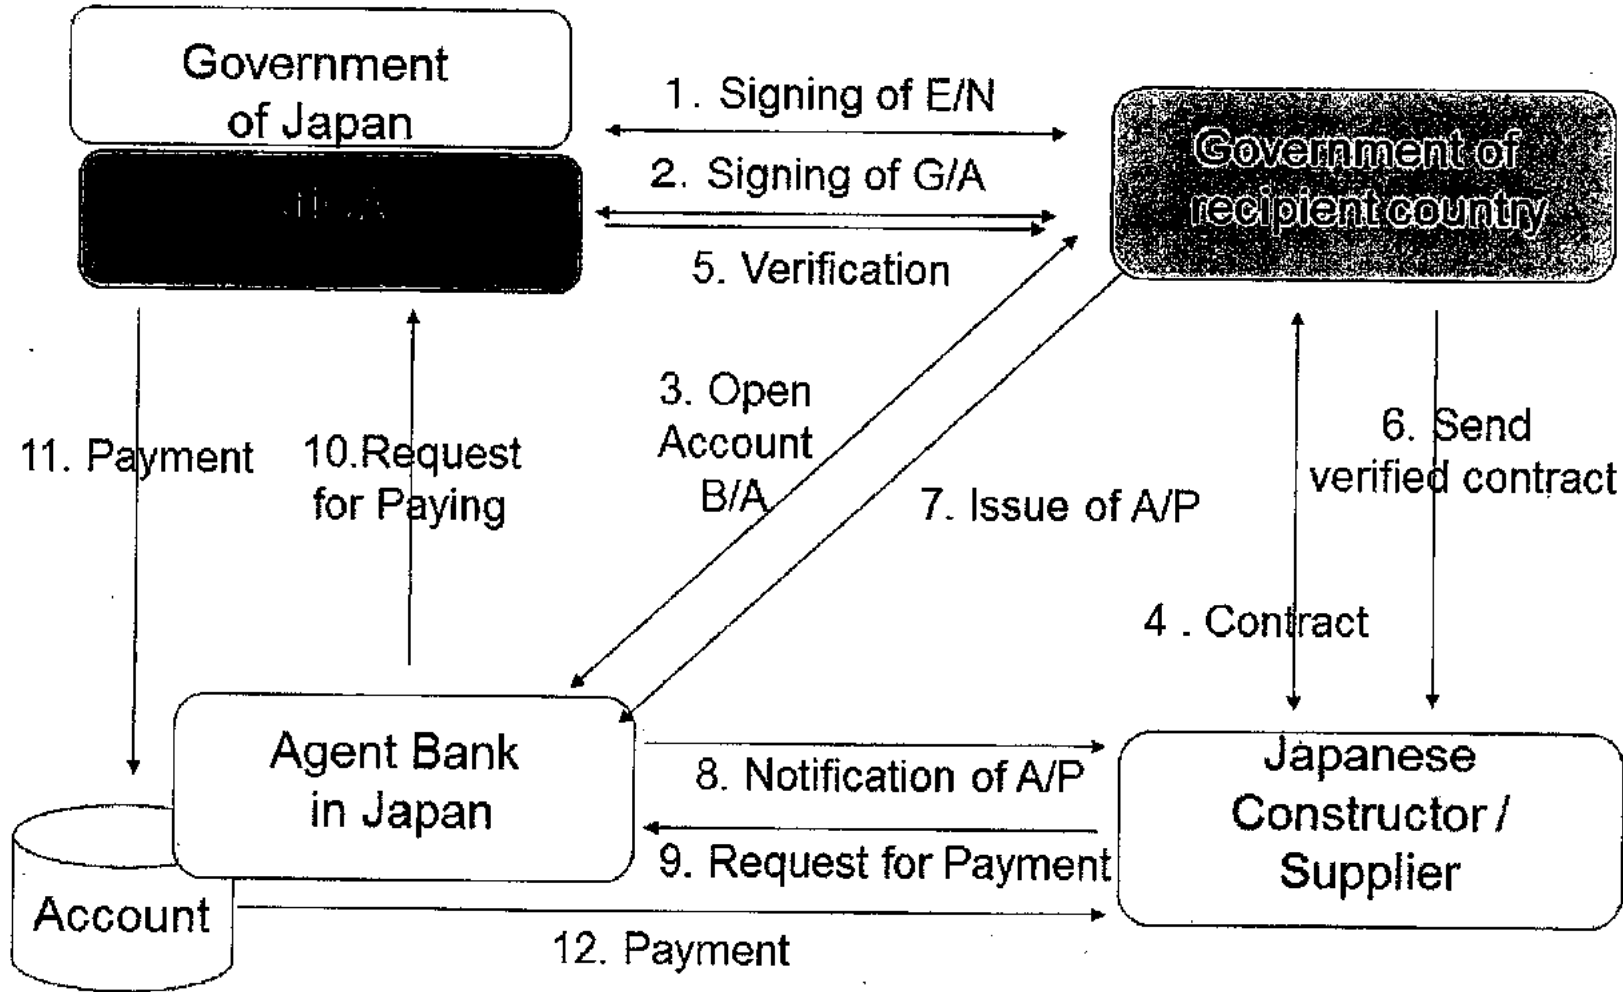 Government
of Japan
1. Signing of E/N
Government of
recipient country
2. Signing of G/A
5. Verification
3. Open
Account
B/A
6. Send
verified contract
11. Payment
10.Request
for Paying
7. Issue of A/P
4 . Contract
Agent Bank
in Japan
8. Notification of A/P
Japanese
Constructor /
Supplier
9. Request for Payment
Account
12. Payment